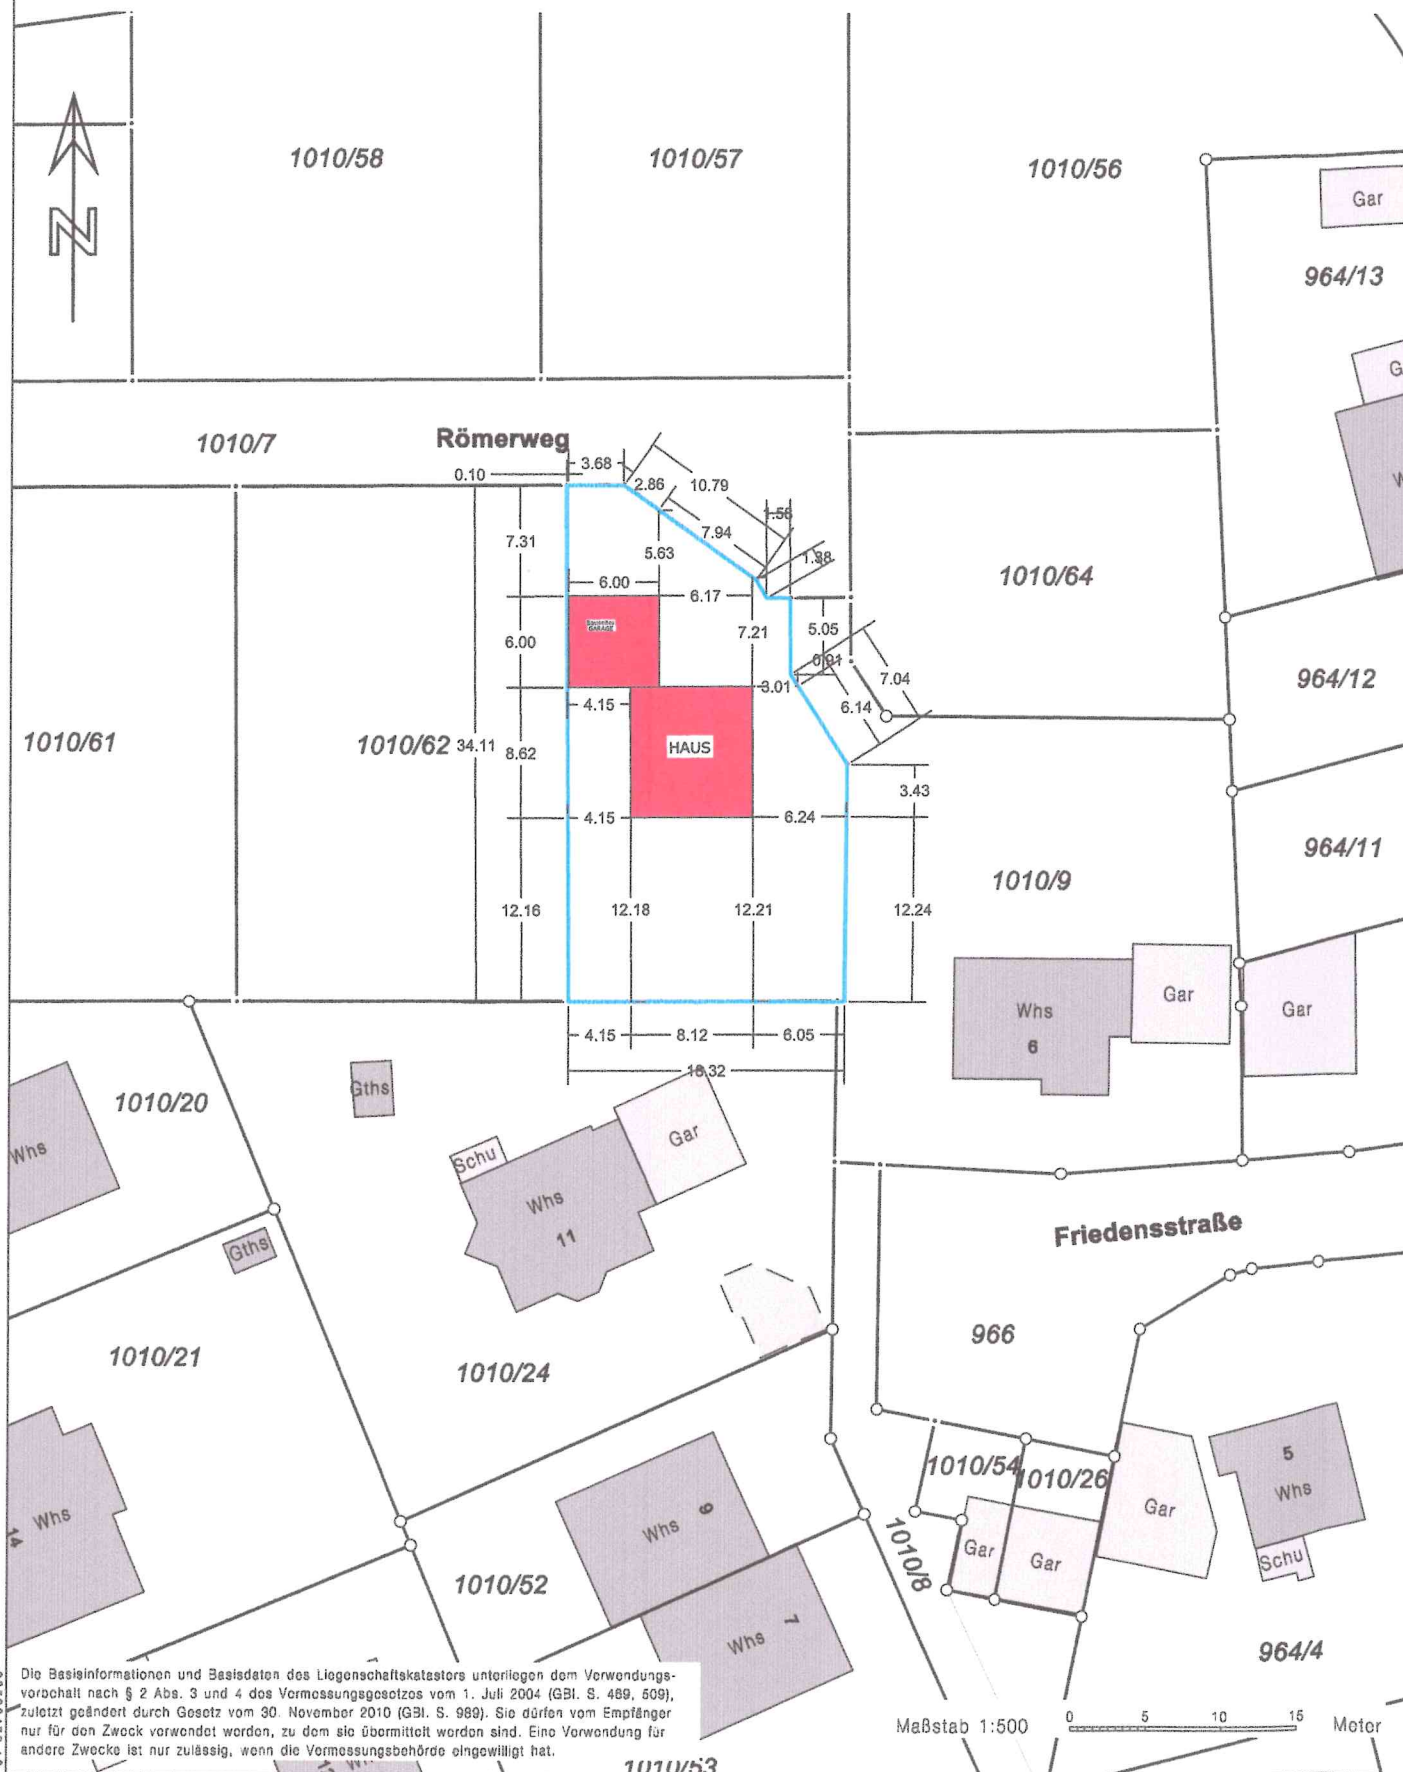 N
1010/58
1010/57
1010/56
Gar
964/13
1010/7
Römerweg
0.10
3.68
2.86
10.79
1.58
7.94
7.31
5.63
1.38
6.00
6.17
1010/64
GARAGE
7.21
5.05
6.00
0.91
7.04
964/12
3.01
4.15
6.14
1010/61
1010/62
34.11
8.62
HAUS
3.43
4.15
6.24
964/11
1010/9
12.16
12.18
12.21
12.24
Whs
6
Gar
Gar
4.15
8.12
6.05
Gths
18.32
1010/20
Whs
Schu
Gar
Whs
11
Gths
Friedensstraße
1010/21
1010/24
966
1010/54
1010/26
5
Whs
Gar
Whs
14
Whs
9
Gar
Gar
Schu
1010/8
1010/52
Whs
7
964/4
Die Basisinformationen und Basisdaten des Liegenschaftskatasters unterliegen dem Verwendungs-
vorbehalt nach § 2 Abs. 3 und 4 des Vermessungsgesetzes vom 1. Juli 2004 (GBl. S. 469, 509),
zuletzt geändert durch Gesetz vom 30. November 2010 (GBl. S. 989). Sie dürfen vom Empfänger
nur für den Zweck verwendet werden, zu dem sie übermittelt worden sind. Eine Verwendung für
andere Zwecke ist nur zulässig, wenn die Vermessungsbehörde eingewilligt hat.
Maßstab 1:500
0 5 10 15 Meter
1010/53